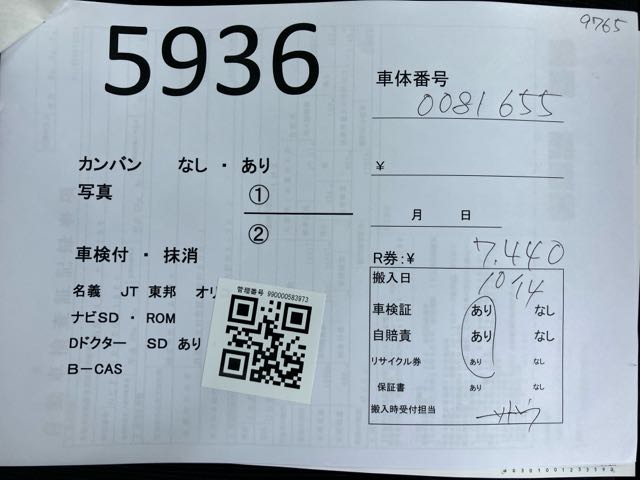 9765
5936
車体番号
0081655
カンバン なし ・ あり
写真 ①
②
¥
月 日
車検付 ・ 抹消
R券:¥ 7,440
名義 JT 東邦 オリ
ナビSD ・ ROM
Dドクター SD あり
B－CAS
管理番号 990000583973
搬入日 10 14
車検証 あり なし
自賠責 あり なし
リサイクル券 あり なし
保証書 あり なし
搬入時受付担当